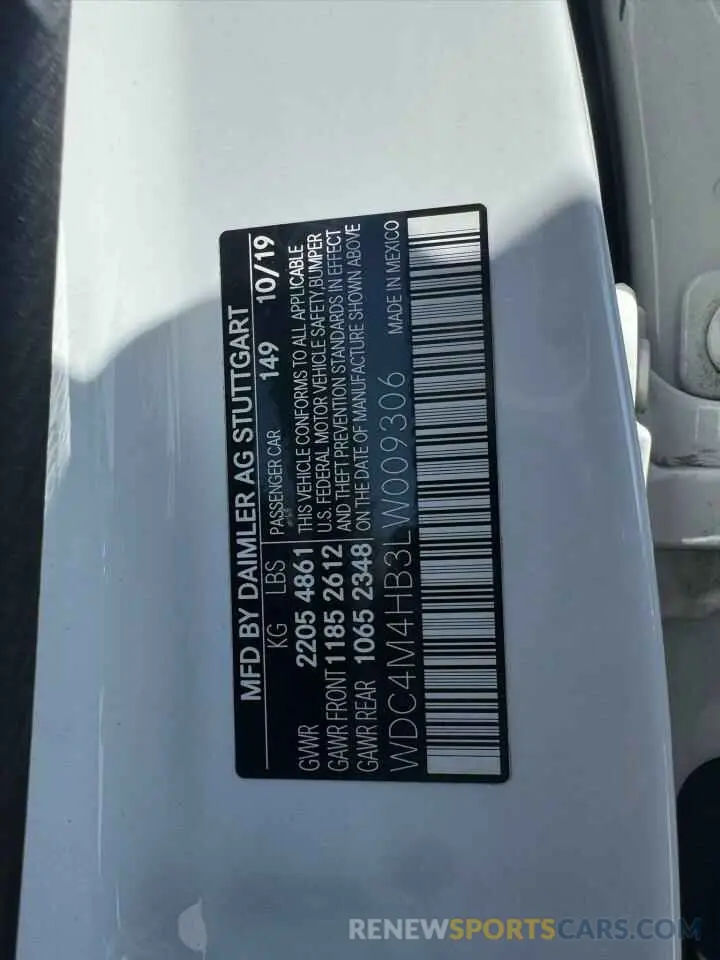 MFD BY DAIMLER AG STUTTGART 10/19
KG LBS PASSENGER CAR 149
GVWR 2205 4861 THIS VEHICLE CONFORMS TO ALL APPLICABLE
GAWR FRONT 1185 2612 U.S. FEDERAL MOTOR VEHICLE SAFETY, BUMPER
AND THEFT PREVENTION STANDARDS IN EFFECT
GAWR REAR 1065 2348 ON THE DATE OF MANUFACTURE SHOWN ABOVE
WDC4M4HB3LW009306 MADE IN MEXICO
RENEWSPORTSCARS.COM